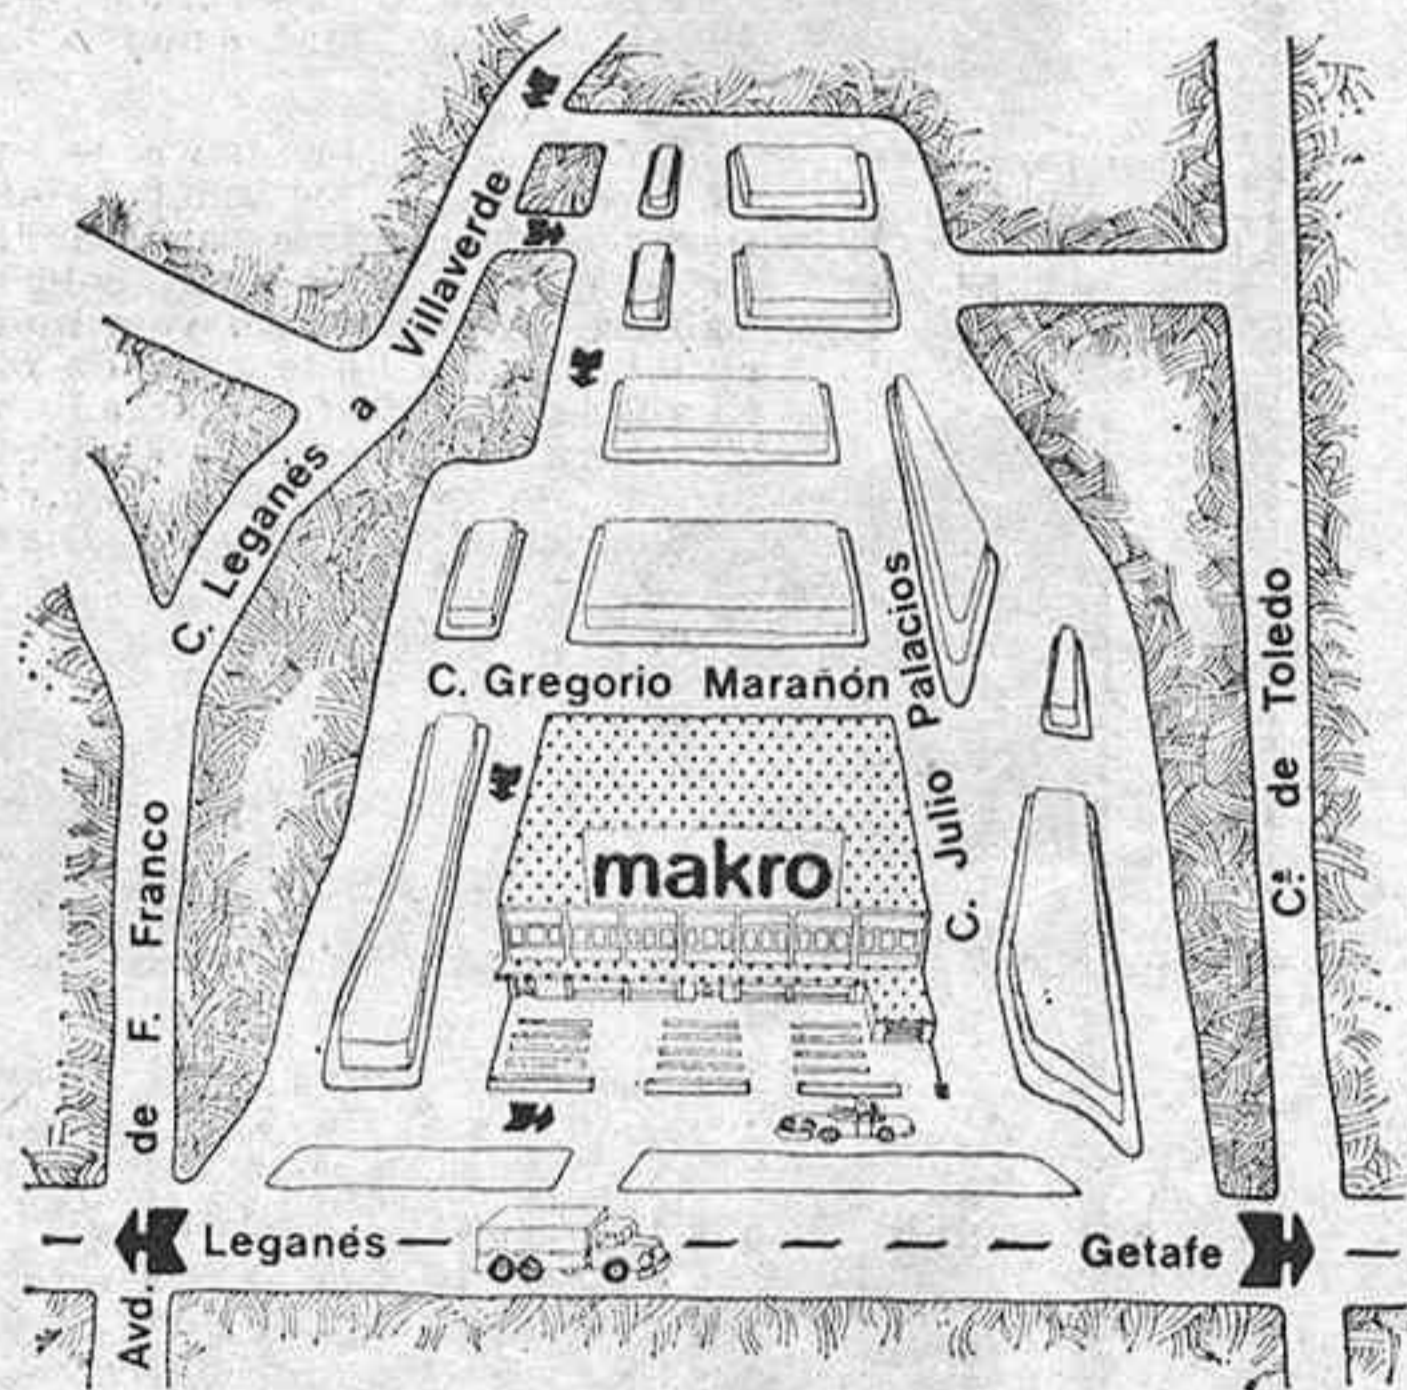 C. Leganés a Villaverde
C. Gregorio Marañón
C. Julio Palacios
makro
Cª de Toledo
Avd. de F. Franco
Leganés
Getafe